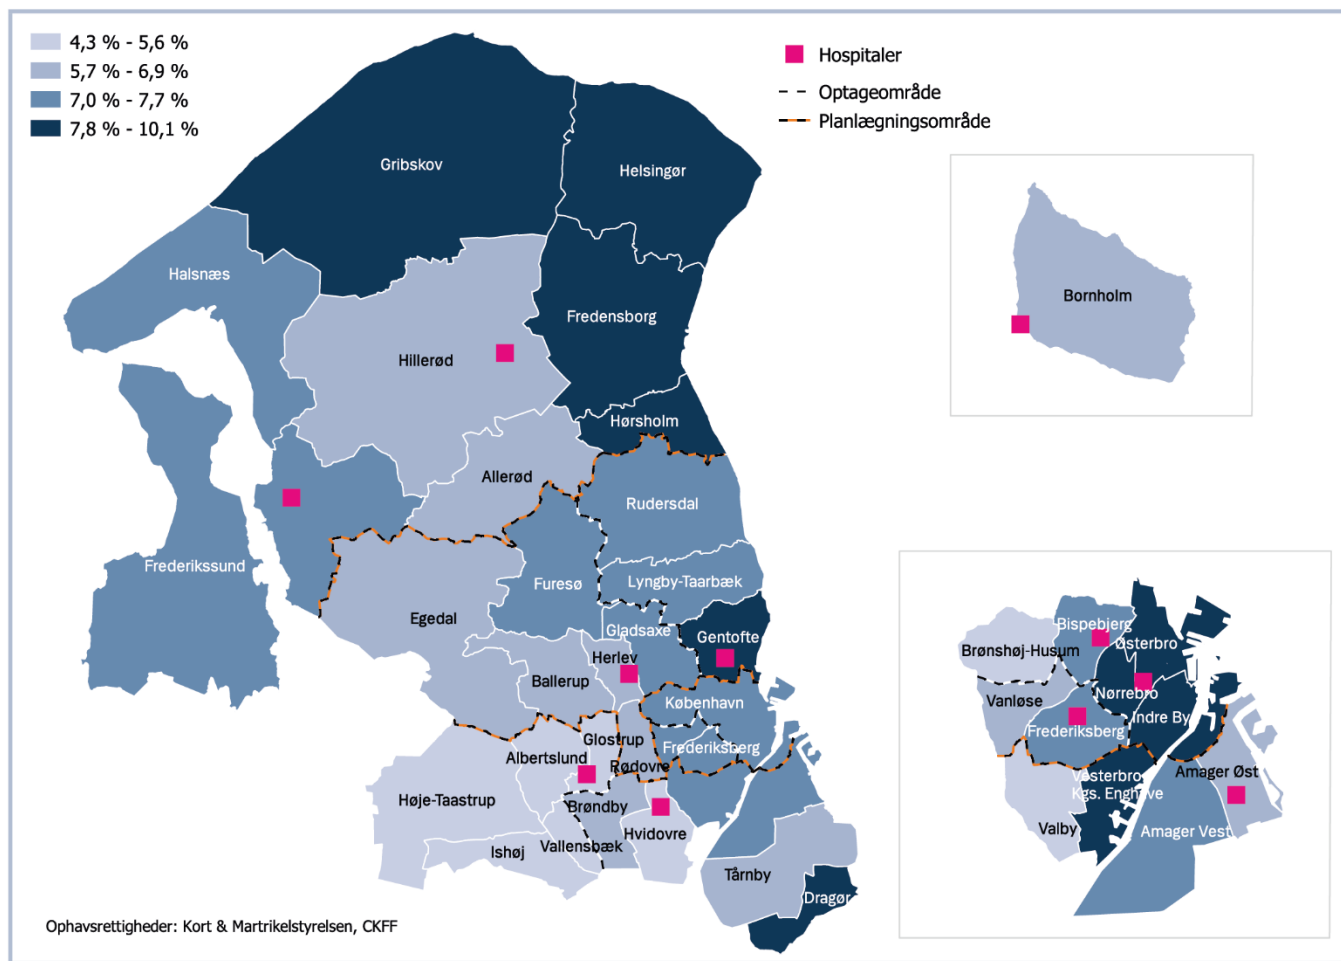 4,3 % - 5,6 %
5,7 % - 6,9 %
7,0 % - 7,7 %
7,8 % - 10,1 %
Hospitaler
Optageområde
Planlægningsområde
Gribskov
Helsingør
Halsnæs
Fredensborg
Hillerød
Hørsholm
Allerød
Rudersdal
Frederikssund
Furesø
Lyngby-Taarbæk
Egedal
Gladsaxe
Gentofte
Herlev
Ballerup
København
Glostrup
Frederiksberg
Albertslund
Rødovre
Høje-Taastrup
Brøndby
Hvidovre
Vallensbæk
Ishøj
Tårnby
Dragør
Bornholm
Bispebjerg
Østerbro
Brønshøj-Husum
Vanløse
Nørrebro
Indre By
Frederiksberg
Amager Øst
Vesterbro
Kgs. Enghave
Valby
Amager Vest
Ophavsrettigheder: Kort & Martrikelstyrelsen, CKFF